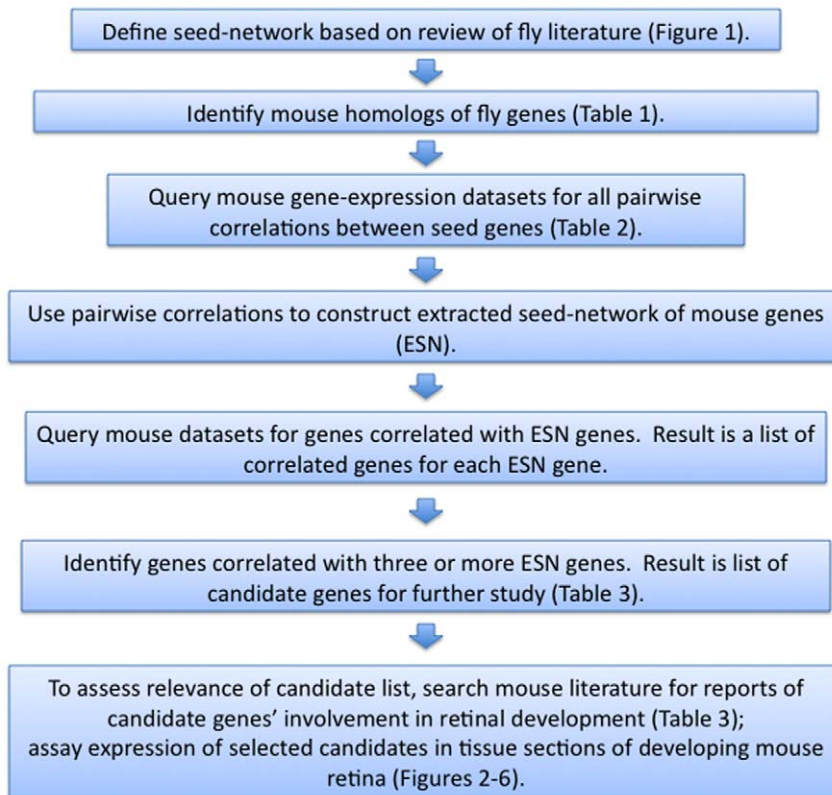 Define seed-network based on review of fly literature (Figure 1).
Identify mouse homologs of fly genes (Table 1).
Query mouse gene-expression datasets for all pairwise
correlations between seed genes (Table 2).
Use pairwise correlations to construct extracted seed-network of mouse genes
(ESN).
Query mouse datasets for genes correlated with ESN genes.  Result is a list of
correlated genes for each ESN gene.
Identify genes correlated with three or more ESN genes.  Result is list of
candidate genes for further study (Table 3).
To assess relevance of candidate list, search mouse literature for reports of
candidate genes’ involvement in retinal development (Table 3);
assay expression of selected candidates in tissue sections of developing mouse
retina (Figures 2-6).